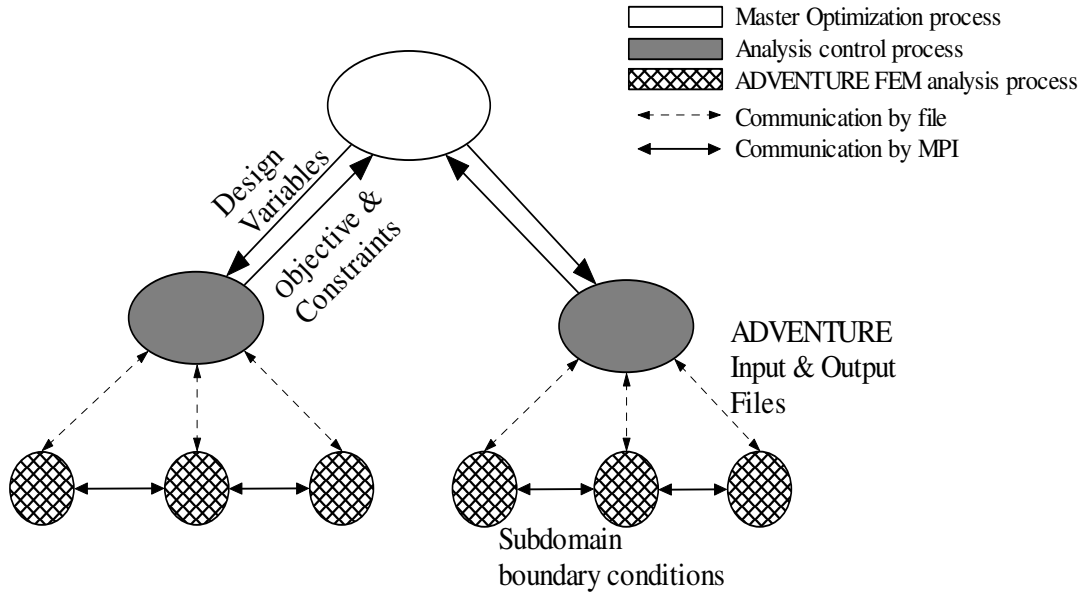 Master Optimization process
Analysis control process
ADVENTURE FEM analysis process
Communication by file
Communication by MPI
Design
Variables
Objective &
Constraints
ADVENTURE
Input & Output
Files
Subdomain
boundary conditions